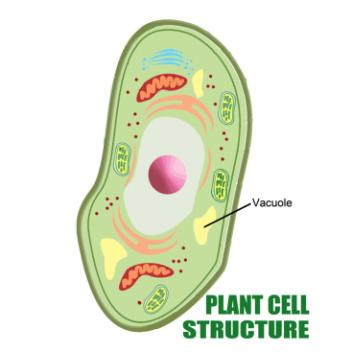 Vacuole
PLANT CELL
STRUCTURE